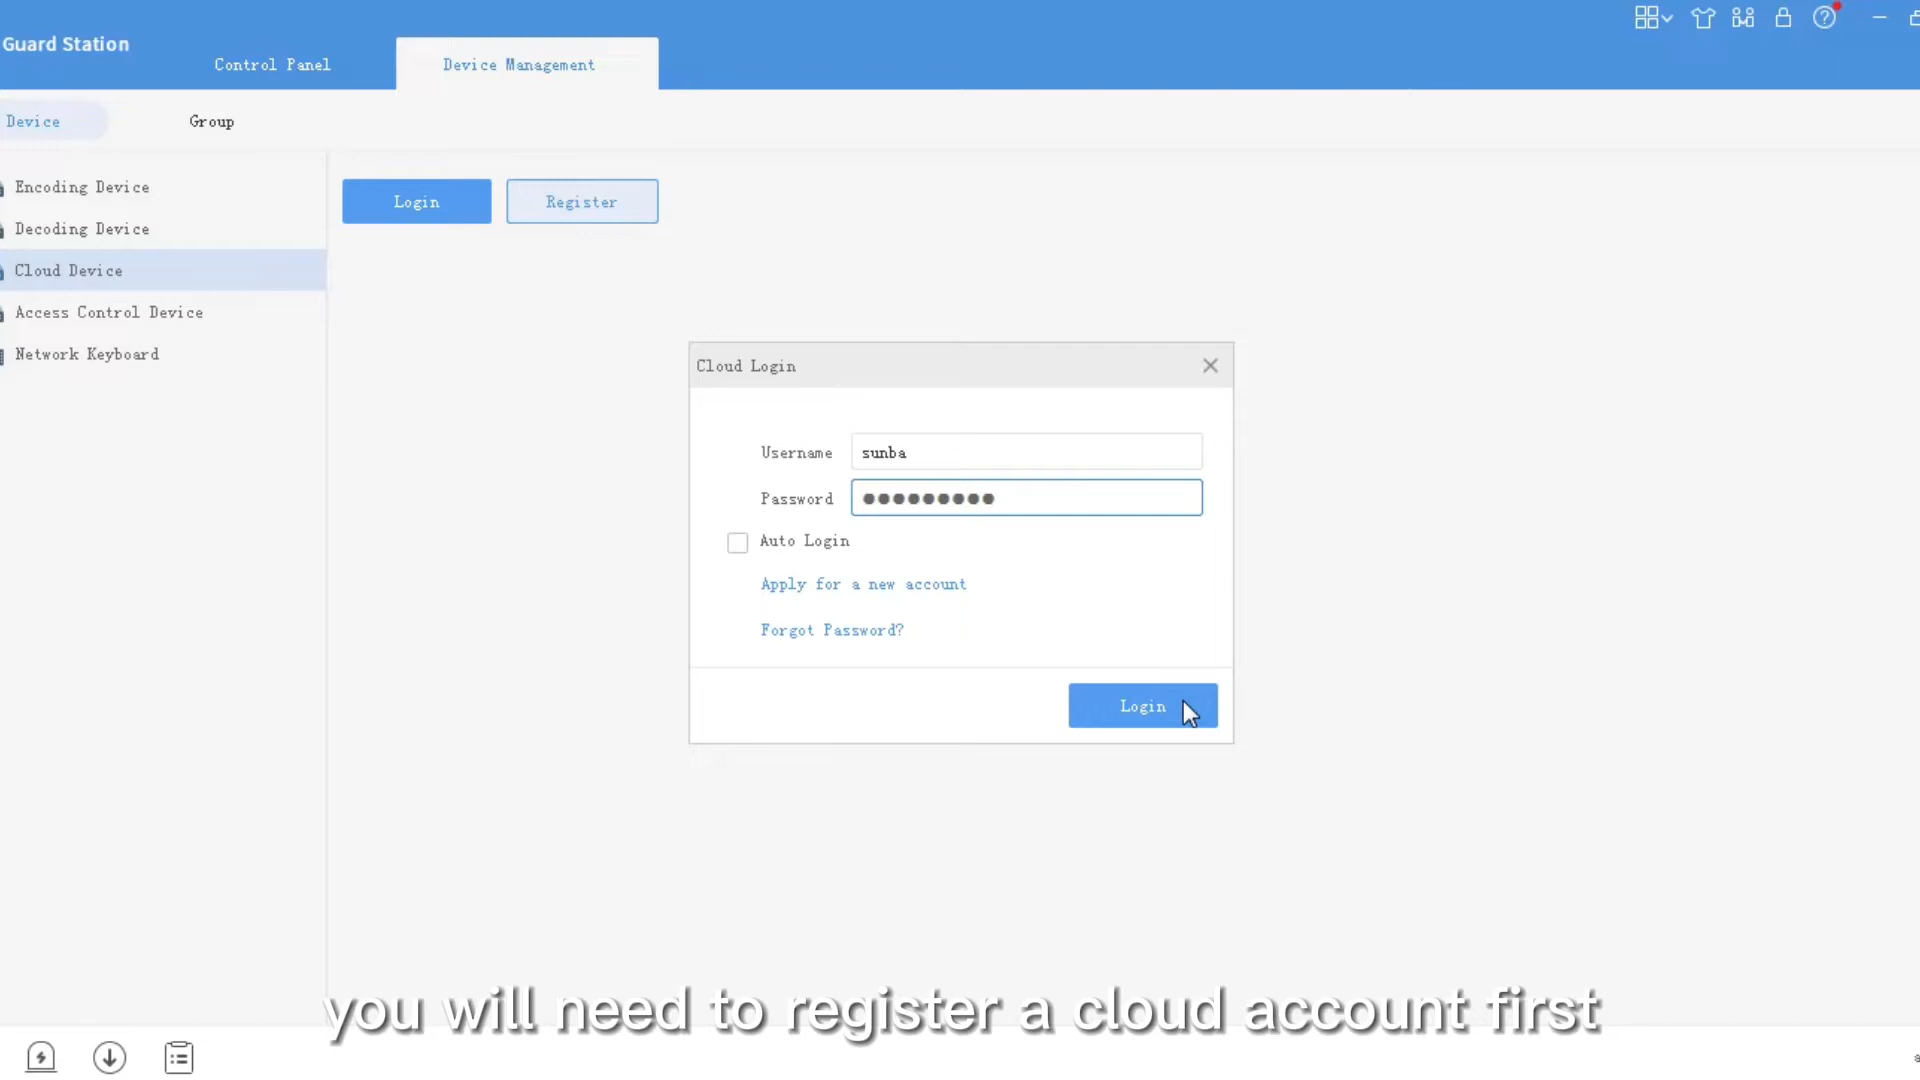 Guard Station
Control Panel
Device Management
Device
Group
Encoding Device
Decoding Device
Cloud Device
Access Control Device
Network Keyboard
Login
Register
Cloud Login
Username
sunba
Password
Auto Login
Apply for a new account
Forgot Password?
Login
you will need to register a cloud account first